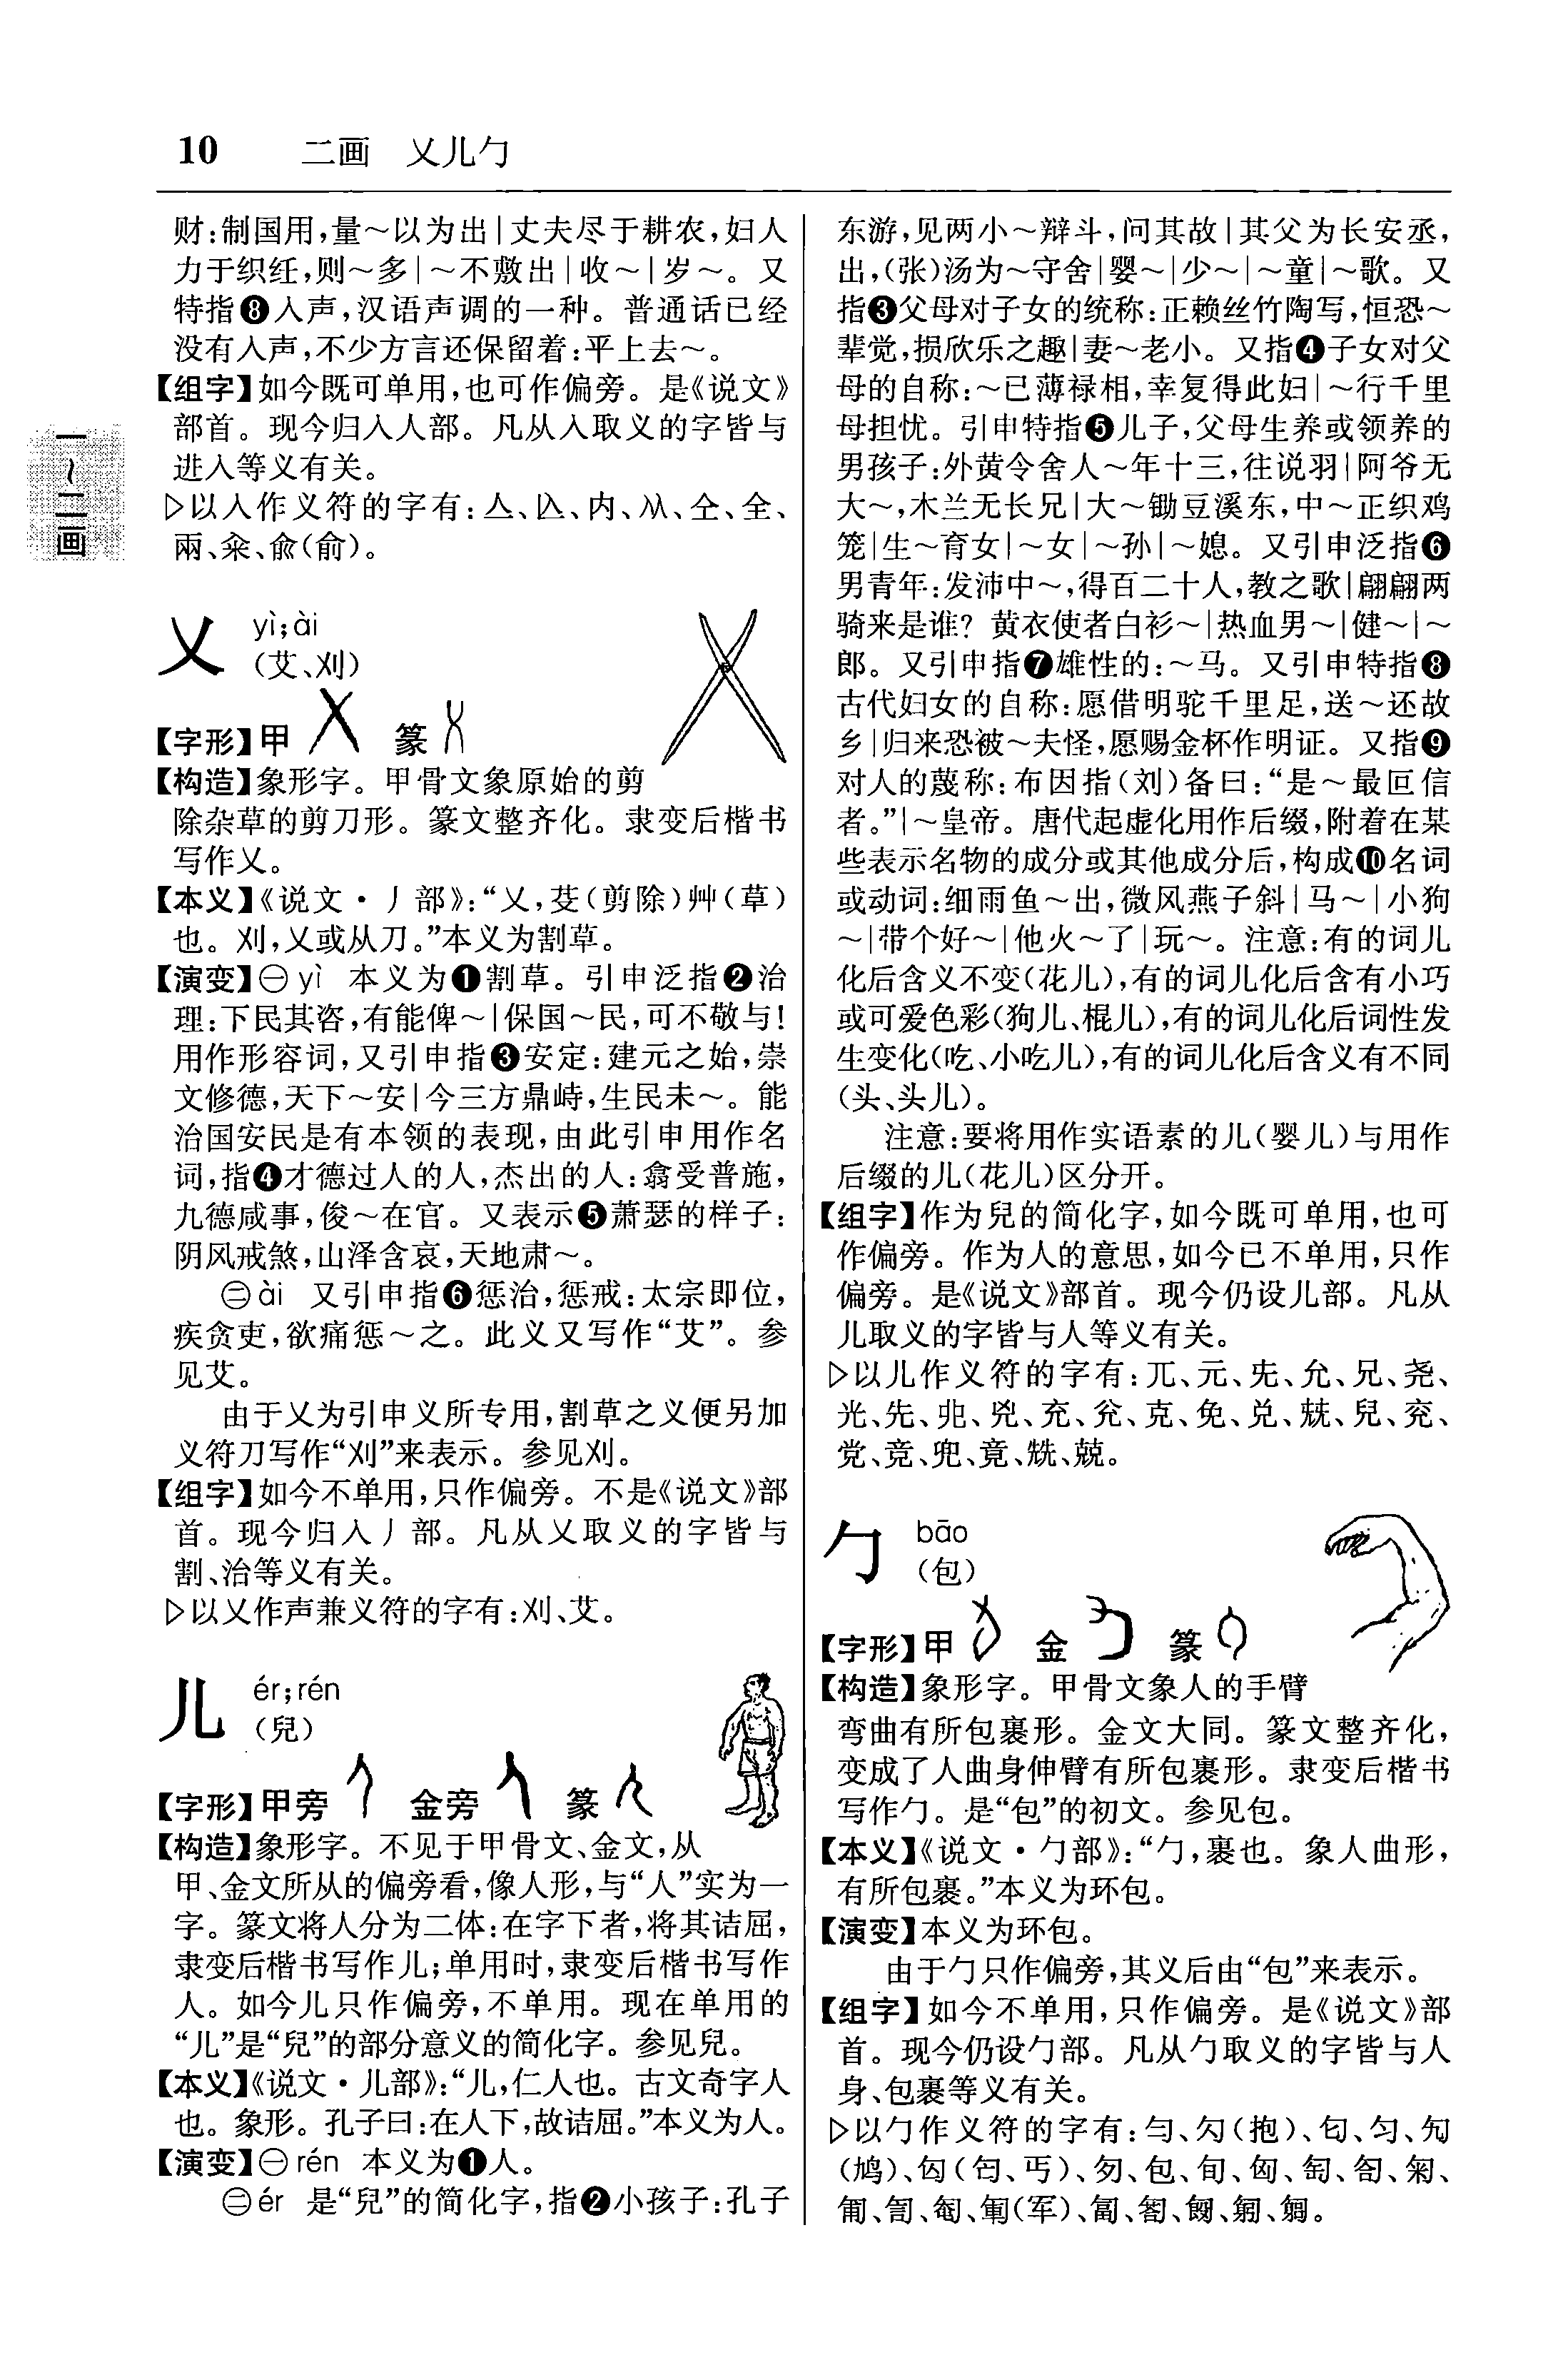 10 二画 乂儿勹
一～二画
财:制国用,量～以为出|丈夫尽于耕农,妇人
力于织纴,则～多|～不敷出|收～|岁～。又
特指❽入声,汉语声调的一种。普通话已经
没有入声,不少方言还保留着:平上去～。
【组字】如今既可单用,也可作偏旁。是《说文》
部首。现今归入人部。凡从入取义的字皆与
进入等义有关。
▷以入作义符的字有:亼、㐫、内、从、仝、全、
兩、籴、俞(俞)。
乂 yì;ài
(艾、刈)
【字形】甲 篆
【构造】象形字。甲骨文象原始的剪
除杂草的剪刀形。篆文整齐化。隶变后楷书
写作乂。
【本义】《说文·丿部》:“乂,芟(剪除)艸(草)
也。刈,乂或从刀。”本义为割草。
【演变】㊀yì 本义为❶割草。引申泛指❷治
理:下民其咨,有能俾～|保国～民,可不敬与!
用作形容词,又引申指❸安定:建元之始,崇
文修德,天下～安|今三方鼎峙,生民未～。能
治国安民是有本领的表现,由此引申用作名
词,指❹才德过人的人,杰出的人:翕受普施,
九德咸事,俊～在官。又表示❺萧瑟的样子:
阴风戒煞,山泽含哀,天地肃～。
㊁ài 又引申指❻惩治,惩戒:太宗即位,
疾贪吏,欲痛惩～之。此义又写作“艾”。参
见艾。
由于乂为引申义所专用,割草之义便另加
义符刀写作“刈”来表示。参见刈。
【组字】如今不单用,只作偏旁。不是《说文》部
首。现今归入丿部。凡从乂取义的字皆与
割、治等义有关。
▷以乂作声兼义符的字有:刈、艾。
儿 ér;rén
(兒)
【字形】甲旁 金旁 篆
【构造】象形字。不见于甲骨文、金文,从
甲、金文所从的偏旁看,像人形,与“人”实为一
字。篆文将人分为二体:在字下者,将其诘屈,
隶变后楷书写作儿;单用时,隶变后楷书写作
人。如今儿只作偏旁,不单用。现在单用的
“儿”是“兒”的部分意义的简化字。参见兒。
【本义】《说文·儿部》:“儿,仁人也。古文奇字人
也。象形。孔子曰:在人下,故诘屈。”本义为人。
【演变】㊀rén 本义为❶人。
㊁ér 是“兒”的简化字,指❷小孩子:孔子
东游,见两小～辩斗,问其故|其父为长安丞,
出,(张)汤为～守舍|婴～|少～|～童|～歌。又
指❸父母对子女的统称:正赖丝竹陶写,恒恐～
辈觉,损欣乐之趣|妻～老小。又指❹子女对父
母的自称:～已薄禄相,幸复得此妇|～行千里
母担忧。引申特指❺儿子,父母生养或领养的
男孩子:外黄令舍人～年十三,往说羽|阿爷无
大～,木兰无长兄|大～锄豆溪东,中～正织鸡
笼|生～育女|～女|～孙|～媳。又引申泛指❻
男青年:发沛中～,得百二十人,教之歌|翩翩两
骑来是谁? 黄衣使者白衫～|热血男～|健～|～
郎。又引申指❼雄性的:～马。又引申特指❽
古代妇女的自称:愿借明驼千里足,送～还故
乡|归来恐被～夫怪,愿赐金杯作明证。又指❾
对人的蔑称:布因指(刘)备曰:“是～最叵信
者。”|～皇帝。唐代起虚化用作后缀,附着在某
些表示名物的成分或其他成分后,构成❿名词
或动词:细雨鱼～出,微风燕子斜|马～|小狗
～|带个好～|他火～了|玩～。注意:有的词儿
化后含义不变(花儿),有的词儿化后含有小巧
或可爱色彩(狗儿、棍儿),有的词儿化后词性发
生变化(吃、小吃儿),有的词儿化后含义有不同
(头、头儿)。
注意:要将用作实语素的儿(婴儿)与用作
后缀的儿(花儿)区分开。
【组字】作为兒的简化字,如今既可单用,也可
作偏旁。作为人的意思,如今已不单用,只作
偏旁。是《说文》部首。现今仍设儿部。凡从
儿取义的字皆与人等义有关。
▷以儿作义符的字有:兀、元、兂、允、兄、尧、
光、先、兆、兇、充、兊、克、免、兑、兟、兒、兖、
党、竞、兜、竟、兟、兢。
勹 bāo
(包)
【字形】甲 金 篆
【构造】象形字。甲骨文象人的手臂
弯曲有所包裹形。金文大同。篆文整齐化,
变成了人曲身伸臂有所包裹形。隶变后楷书
写作勹。是“包”的初文。参见包。
【本义】《说文·勹部》:“勹,裹也。象人曲形,
有所包裹。”本义为环包。
【演变】本义为环包。
由于勹只作偏旁,其义后由“包”来表示。
【组字】如今不单用,只作偏旁。是《说文》部
首。现今仍设勹部。凡从勹取义的字皆与人
身、包裹等义有关。
▷以勹作义符的字有:勻、勽(抱)、匄、匀、勼
(鸠)、匃(匄、丐)、匇、包、旬、匈、匋、匌、匊、
匍、訇、匐、匔(军)、匐、匒、匓、匑、匔。